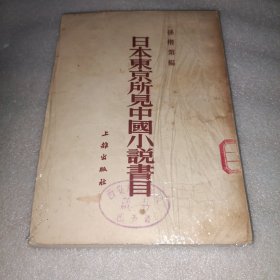 孫楷第編
日本東京所見中國小説書目
上雜出版社